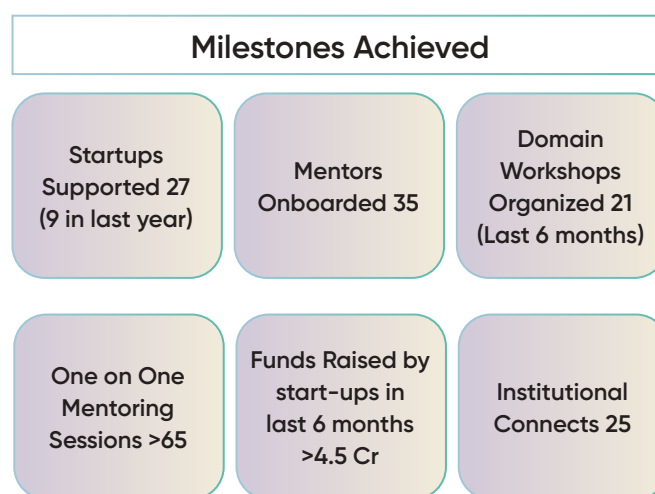 Milestones Achieved
Startups
Supported 27
(9 in last year)
Mentors
Onboarded 35
Domain
Workshops
Organized 21
(Last 6 months)
One on One
Mentoring
Sessions >65
Funds Raised by
start-ups in
last 6 months
>4.5 Cr
Institutional
Connects 25